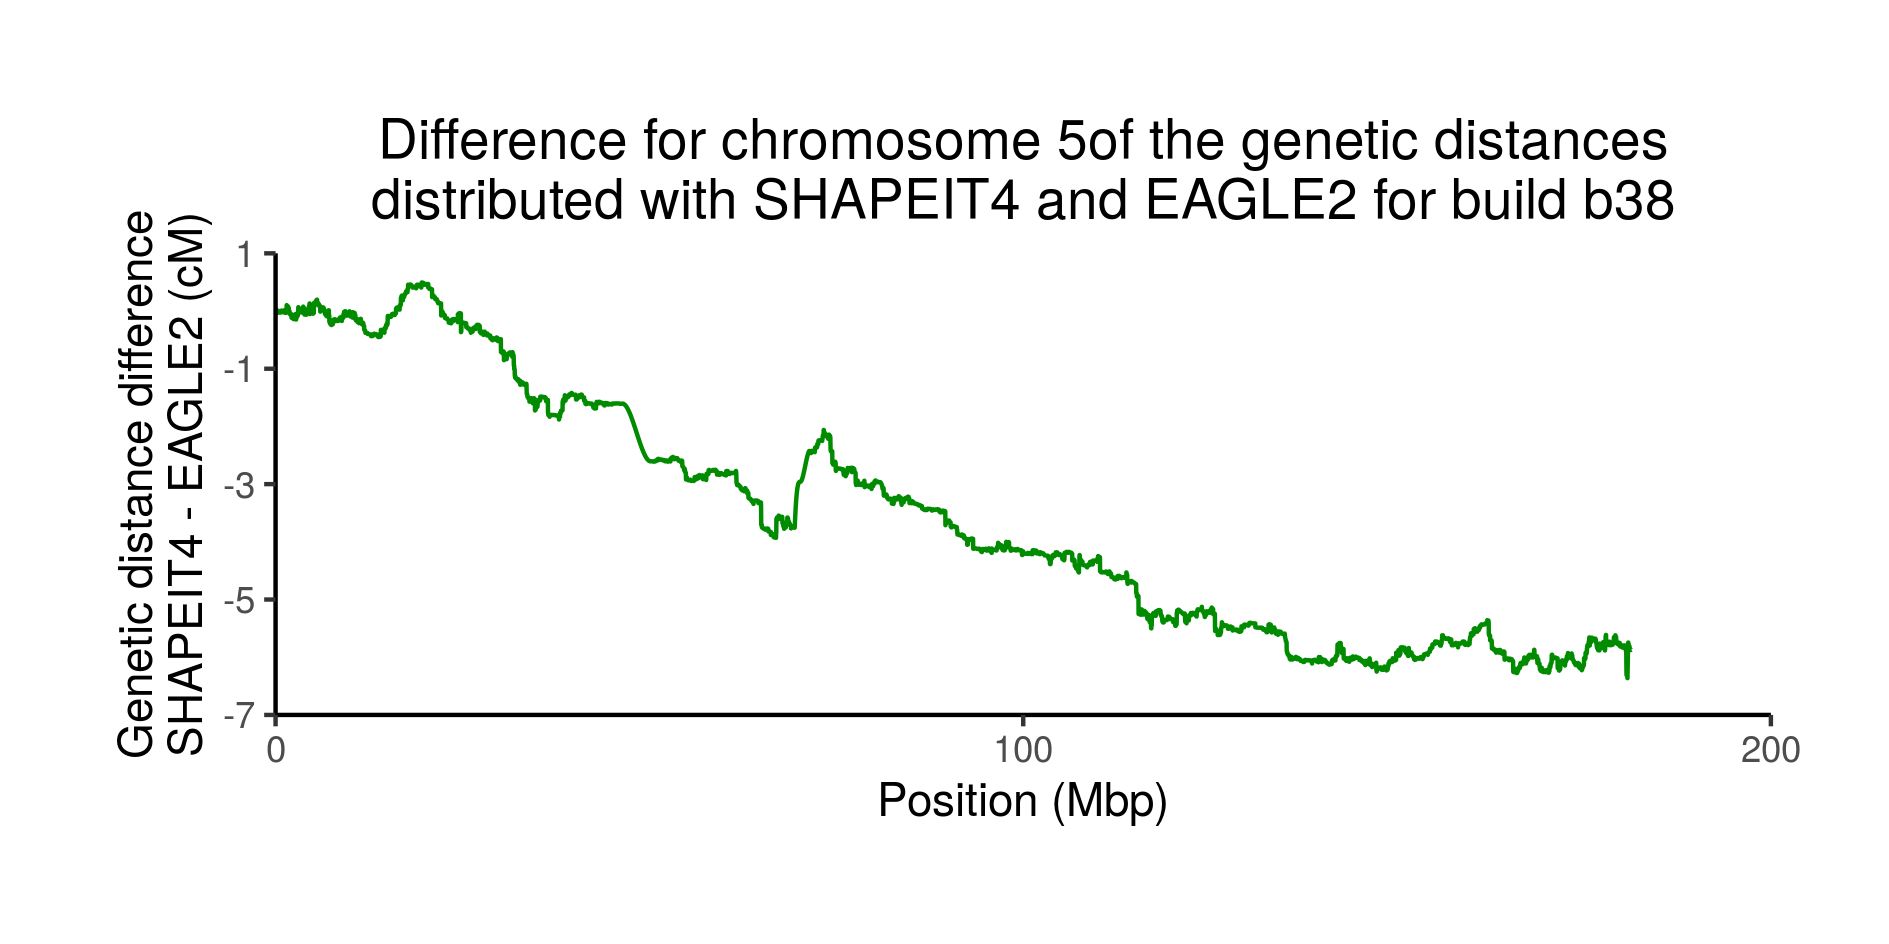 Difference for chromosome 5of the genetic distances
distributed with SHAPEIT4 and EAGLE2 for build b38
Genetic distance difference
SHAPEIT4 - EAGLE2 (cM)
1
-1
-3
-5
-7
0
100
200
Position (Mbp)